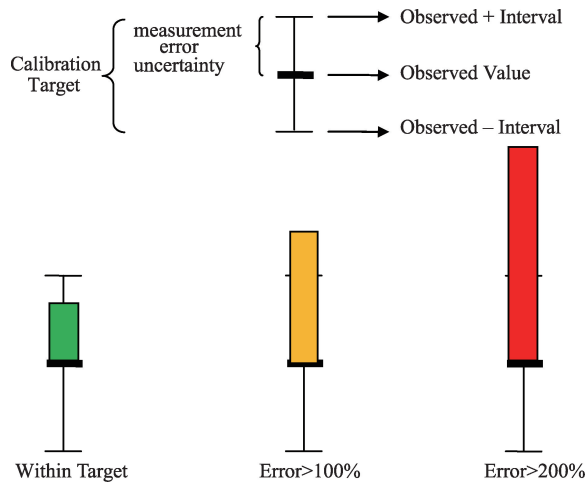 measurement
error
uncertainty
Calibration
Target
Observed + Interval
Observed Value
Observed – Interval
Within Target
Error>100%
Error>200%